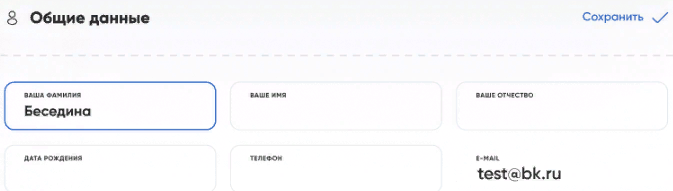 Общие данные
Сохранить
ВАША ФАМИЛИЯ
Беседина
ВАШЕ ИМЯ
ВАШЕ ОТЧЕСТВО
ДАТА РОЖДЕНИЯ
ТЕЛЕФОН
E-MAIL
test@bk.ru